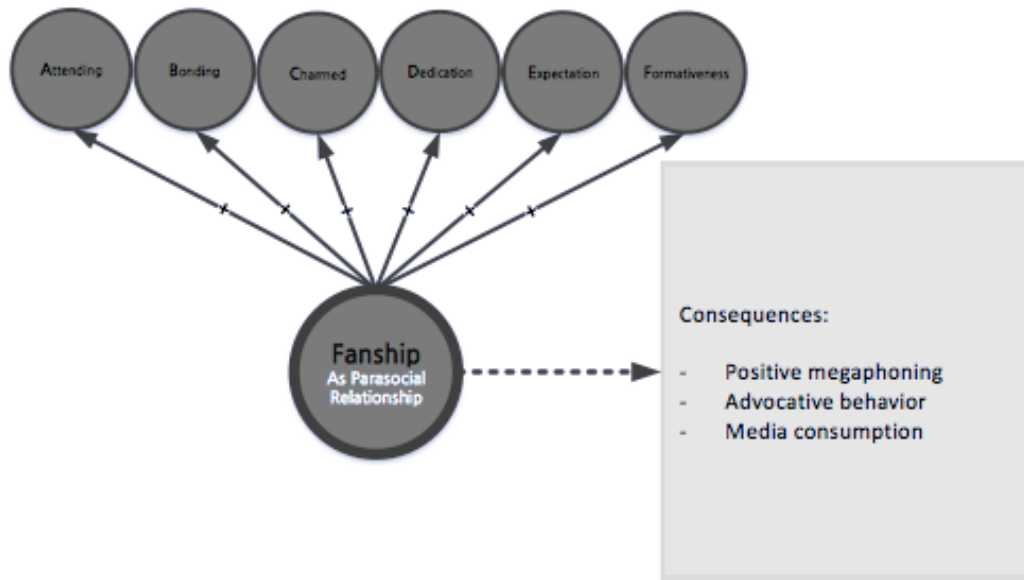 Attending
Bonding
Charmed
Dedication
Expectation
Formativeness
+ + + + + +
Fanship
As Parasocial
Relationship
Consequences:
- Positive megaphoning
- Advocative behavior
- Media consumption